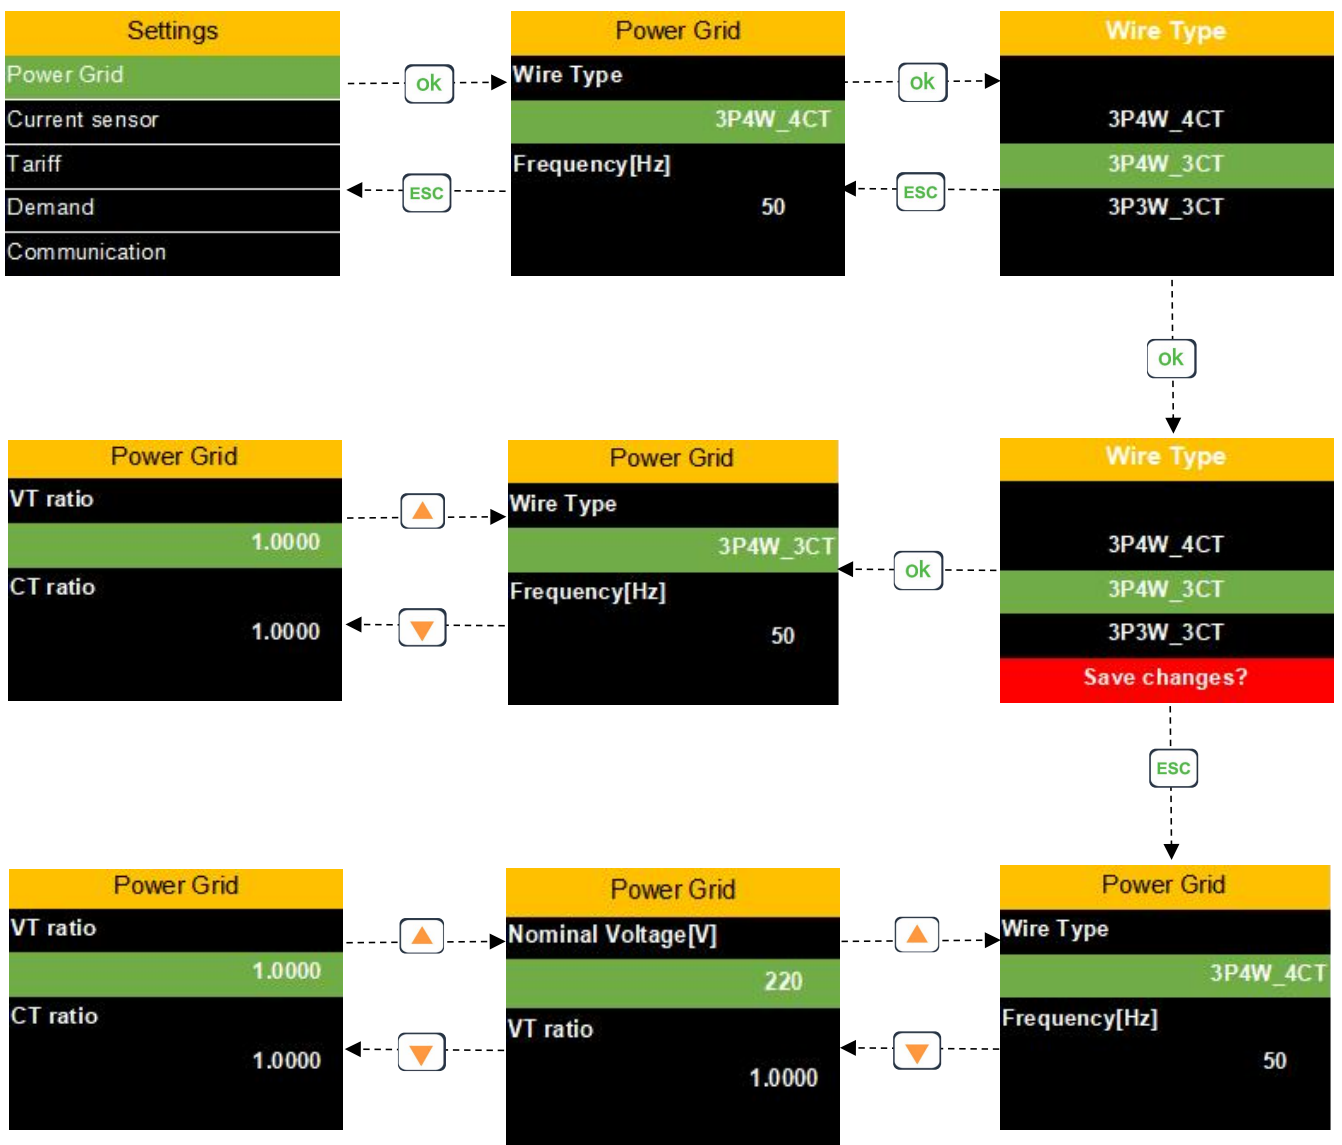 Settings
Power Grid
Current sensor
Tariff
Demand
Communication
ok
ESC
Power Grid
Wire Type
3P4W_4CT
Frequency[Hz]
50
ok
ESC
Wire Type
3P4W_4CT
3P4W_3CT
3P3W_3CT
ok
Power Grid
VT ratio
1.0000
CT ratio
1.0000
Power Grid
Wire Type
3P4W_3CT
Frequency[Hz]
50
ok
Wire Type
3P4W_4CT
3P4W_3CT
3P3W_3CT
Save changes?
ESC
Power Grid
VT ratio
1.0000
CT ratio
1.0000
Power Grid
Nominal Voltage[V]
220
VT ratio
1.0000
Power Grid
Wire Type
3P4W_4CT
Frequency[Hz]
50